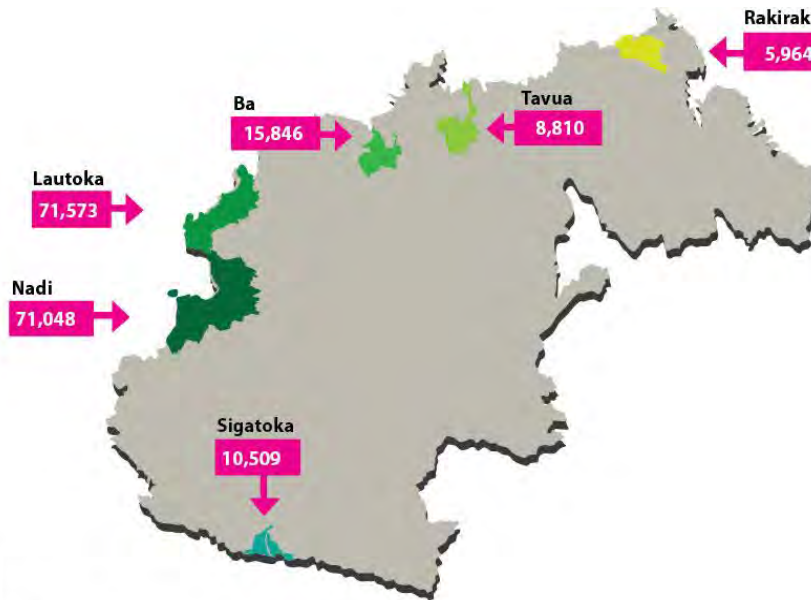 Rakirak
5,964
Ba
15,846
Tavua
8,810
Lautoka
71,573
Nadi
71,048
Sigatoka
10,509